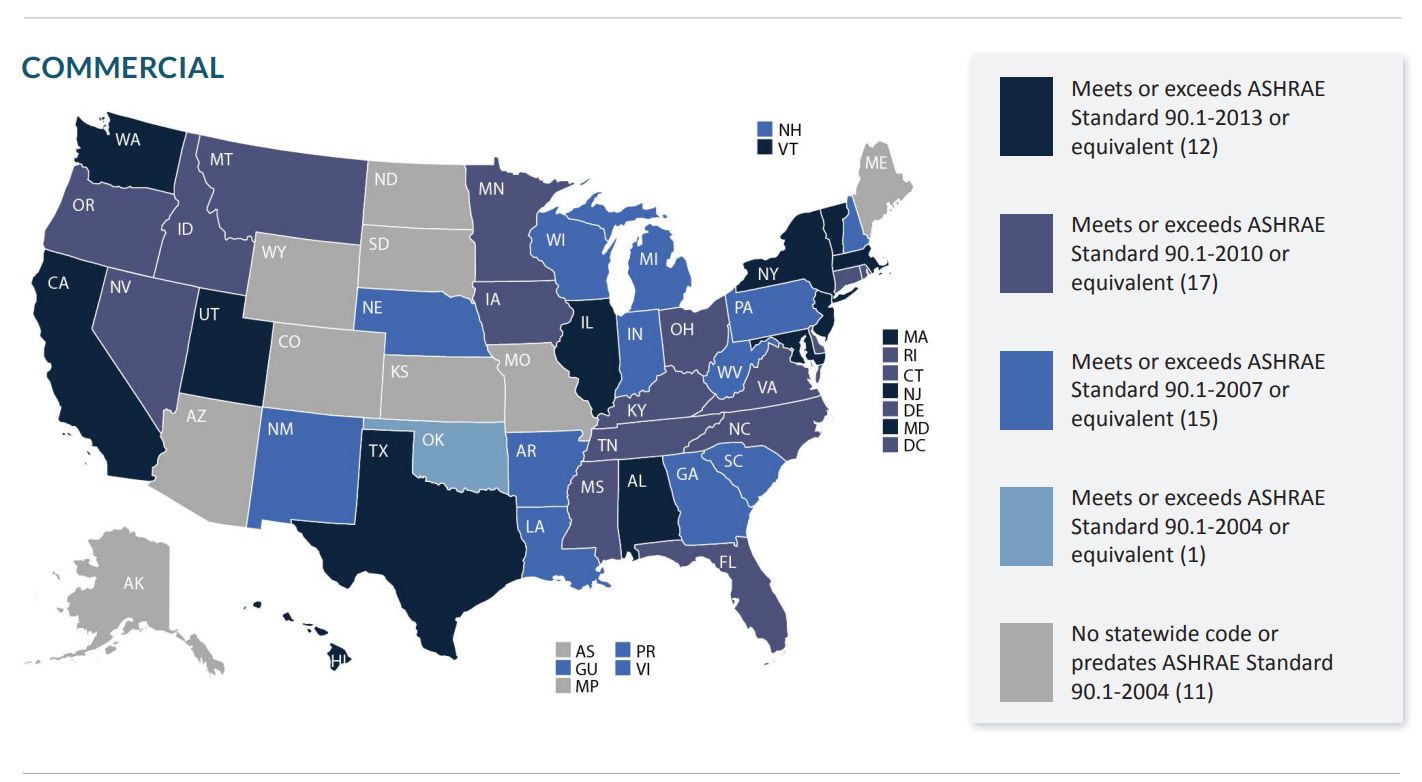 COMMERCIAL
WA
MT
ND
MN
OR
ID
SD
WY
WI
MI
ME
NH
VT
NY
CA
NV
UT
NE
IA
IL
IN
OH
PA
CO
KS
MO
WV
VA
KY
AZ
NM
OK
TX
AR
TN
NC
SC
MS
AL
GA
LA
FL
AK
HI
MA
RI
CT
NJ
DE
MD
DC
AS
GU
MP
PR
VI
Meets or exceeds ASHRAE
Standard 90.1-2013 or
equivalent (12)
Meets or exceeds ASHRAE
Standard 90.1-2010 or
equivalent (17)
Meets or exceeds ASHRAE
Standard 90.1-2007 or
equivalent (15)
Meets or exceeds ASHRAE
Standard 90.1-2004 or
equivalent (1)
No statewide code or
predates ASHRAE Standard
90.1-2004 (11)